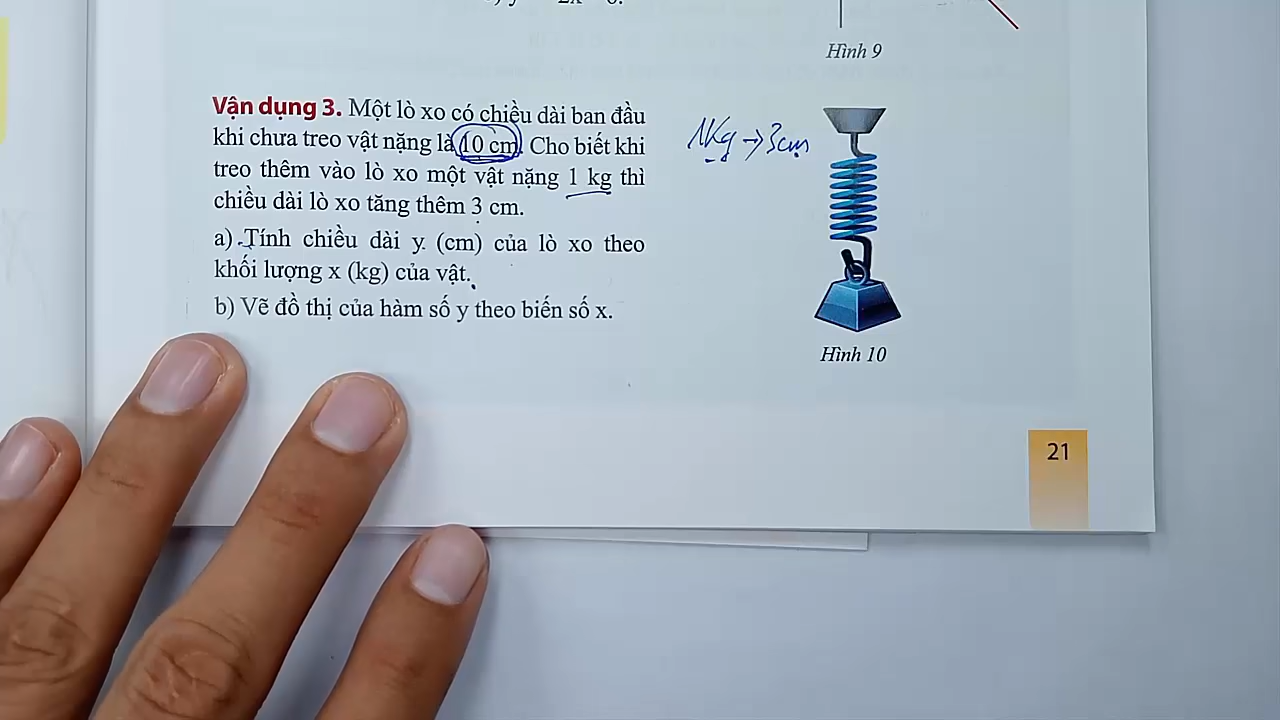 Hình 9
Vận dụng 3. Một lò xo có chiều dài ban đầu
khi chưa treo vật nặng là 10 cm. Cho biết khi
treo thêm vào lò xo một vật nặng 1 kg thì
chiều dài lò xo tăng thêm 3 cm.
a) Tính chiều dài y (cm) của lò xo theo
khối lượng x (kg) của vật.
b) Vẽ đồ thị của hàm số y theo biến số x.
1Kg → 3cm
Hình 10
21